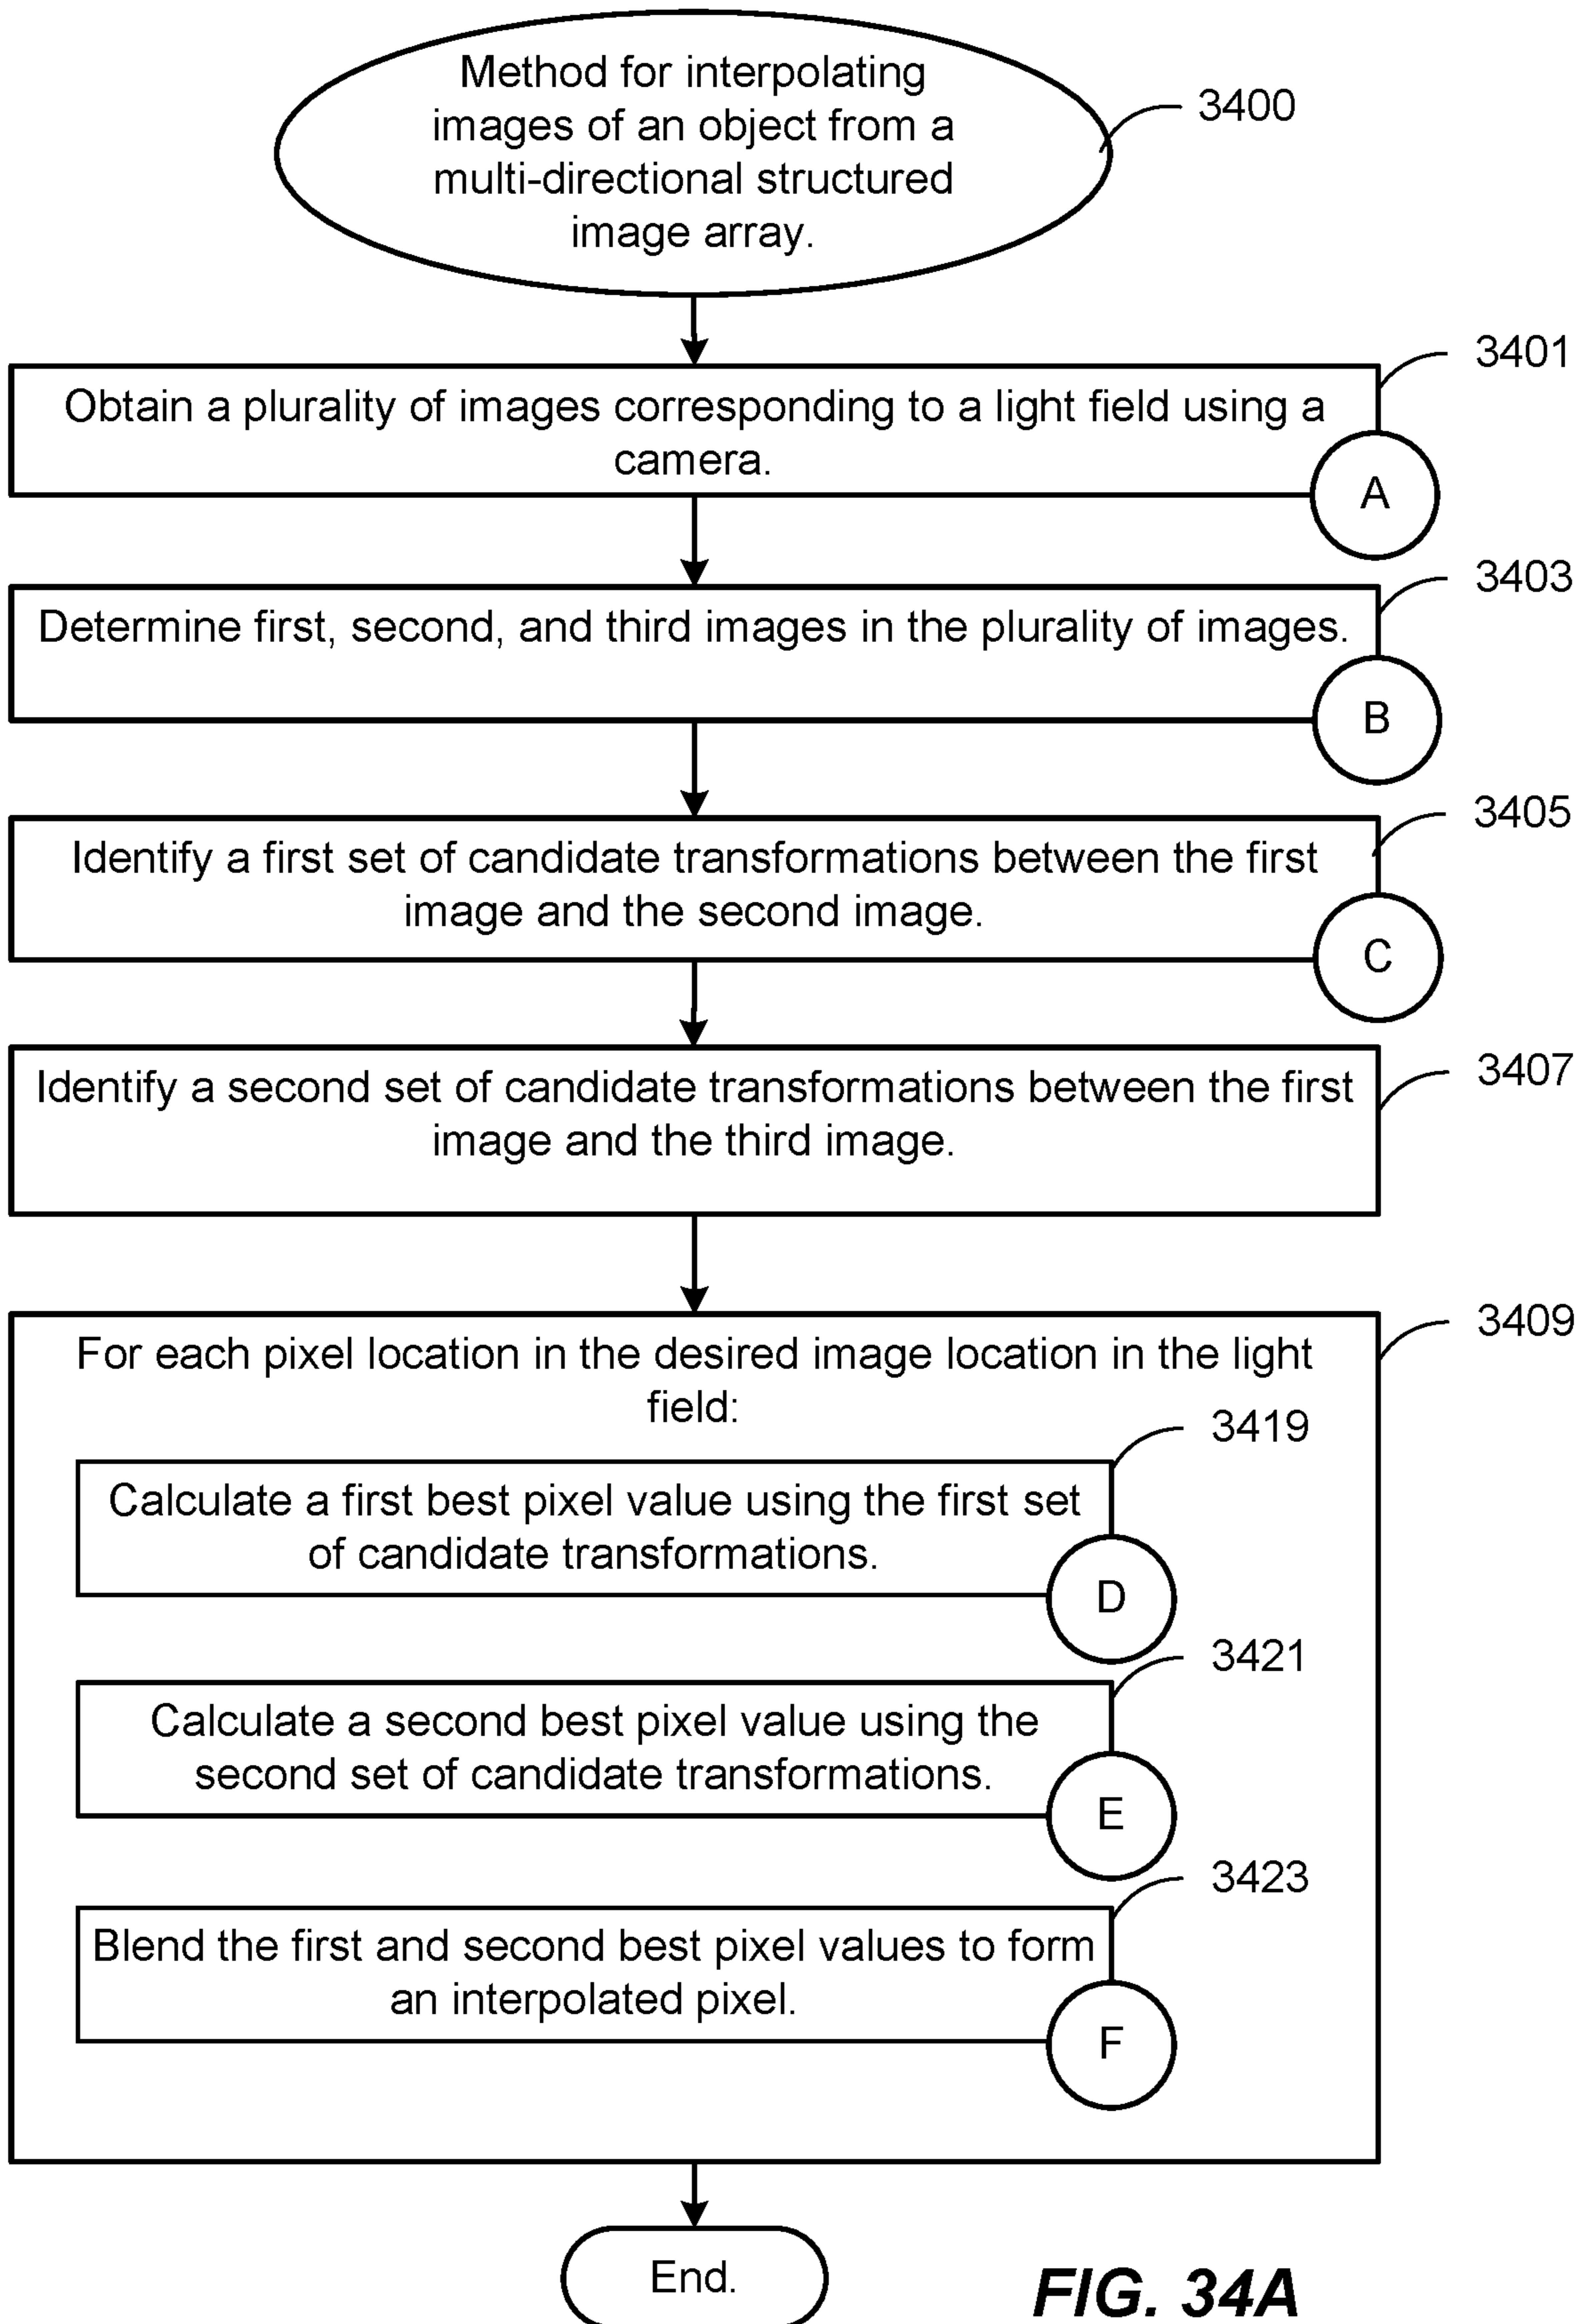 Method for interpolating
images of an object from a
multi-directional structured
image array.
3400
3401
Obtain a plurality of images corresponding to a light field using a
camera.
A
3403
Determine first, second, and third images in the plurality of images.
B
3405
Identify a first set of candidate transformations between the first
image and the second image.
C
3407
Identify a second set of candidate transformations between the first
image and the third image.
3409
For each pixel location in the desired image location in the light
field:
3419
Calculate a first best pixel value using the first set
of candidate transformations.
D
3421
Calculate a second best pixel value using the
second set of candidate transformations.
E
3423
Blend the first and second best pixel values to form
an interpolated pixel.
F
End.
FIG. 34A